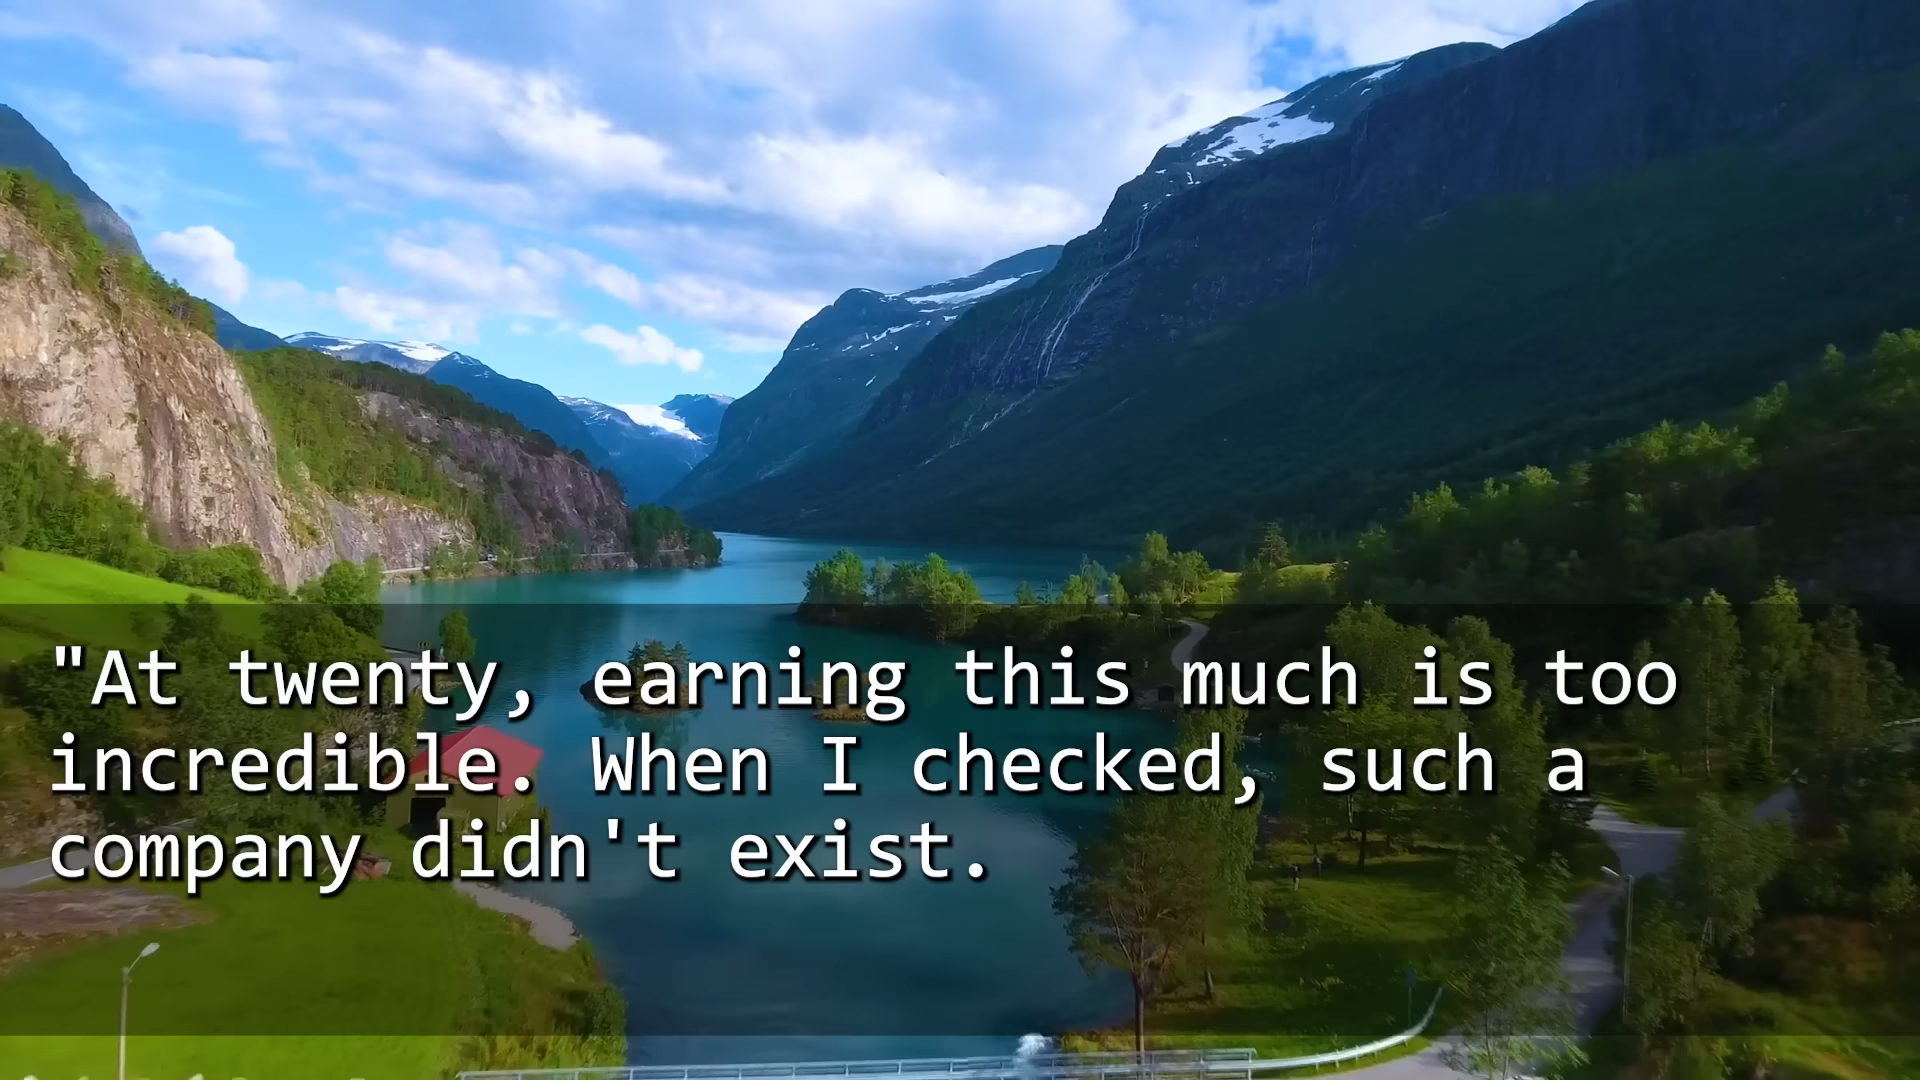 "At twenty, earning this much is too
incredible. When I checked, such a
company didn't exist.